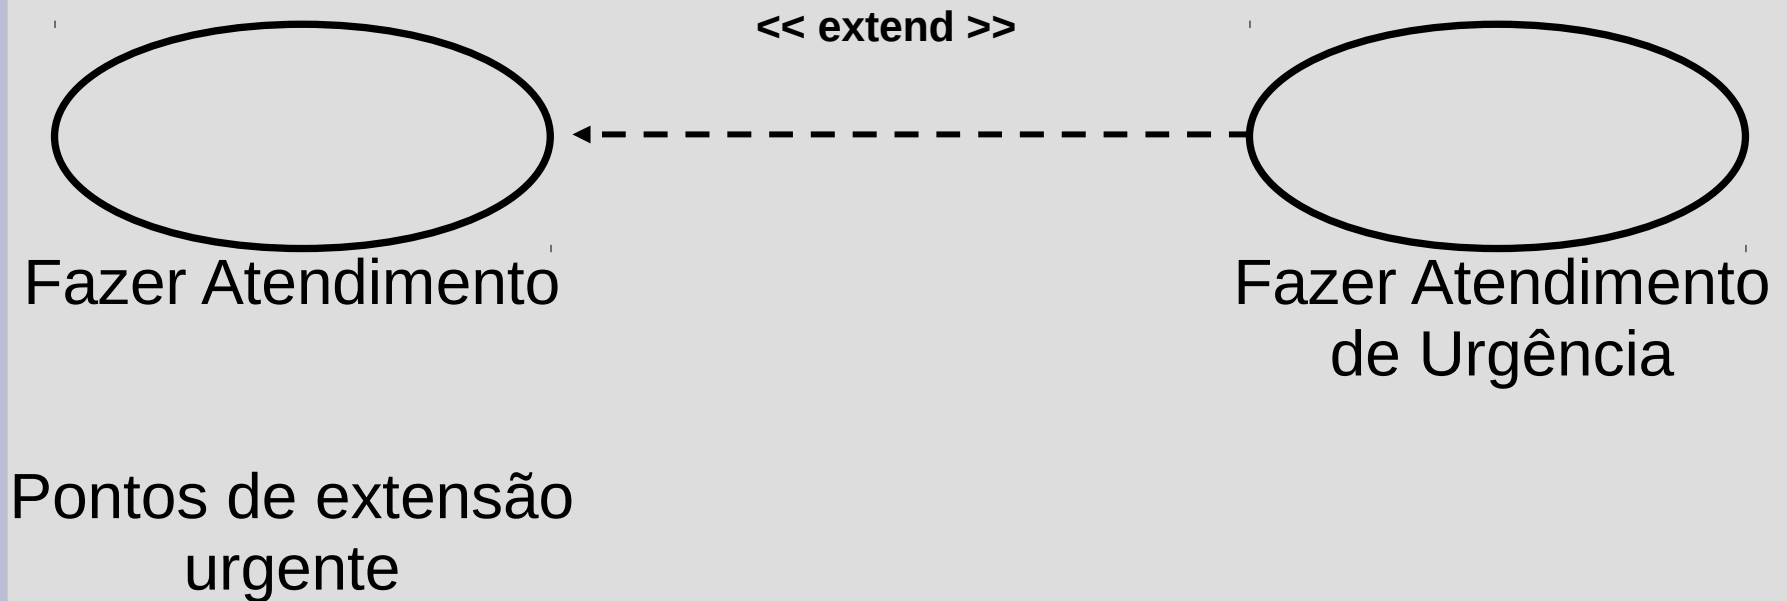 << extend >>
Fazer Atendimento
Fazer Atendimento
de Urgência
Pontos de extensão
urgente